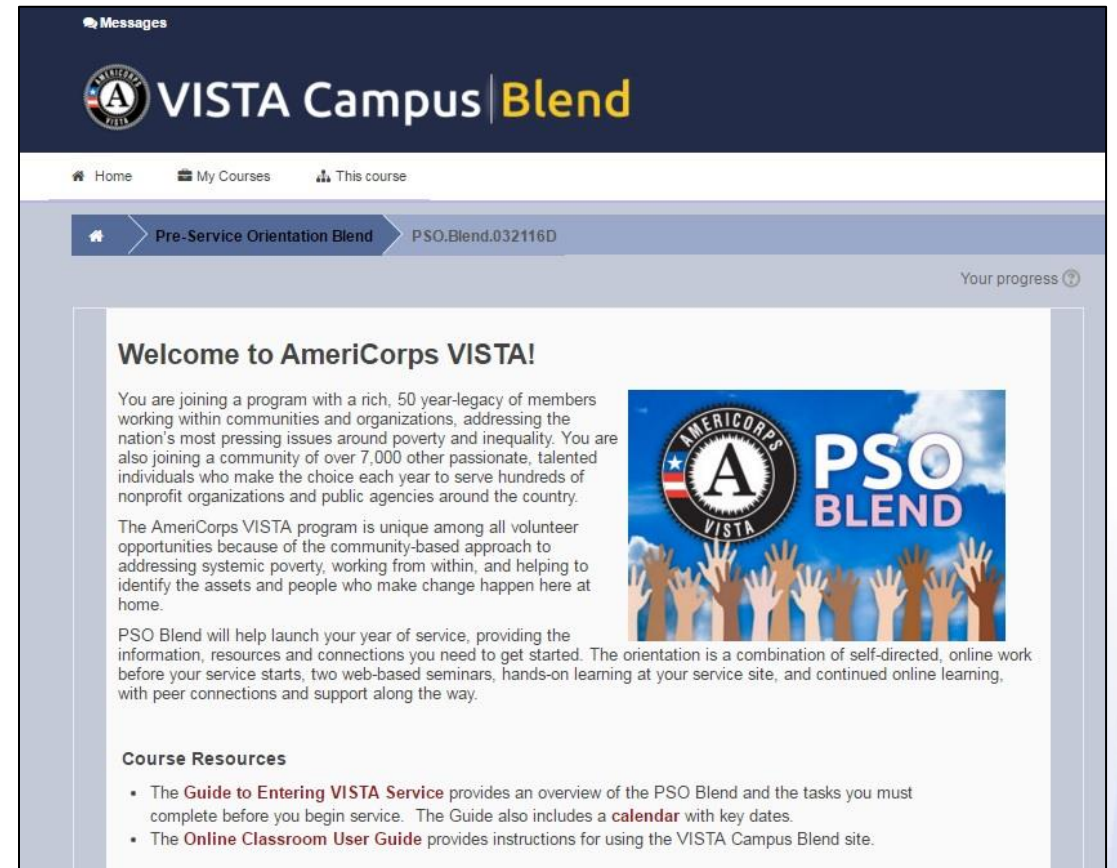 Messages
AMERICORPS
A
VISTA
VISTA Campus|Blend
Home My Courses This course
Pre-Service Orientation Blend PSO.Blend.032116D
Your progress
Welcome to AmeriCorps VISTA!
You are joining a program with a rich, 50 year-legacy of members
working within communities and organizations, addressing the
nation's most pressing issues around poverty and inequality. You are
also joining a community of over 7,000 other passionate, talented
individuals who make the choice each year to serve hundreds of
nonprofit organizations and public agencies around the country.
AMERICORPS
A
VISTA
PSO
BLEND
The AmeriCorps VISTA program is unique among all volunteer
opportunities because of the community-based approach to
addressing systemic poverty, working from within, and helping to
identify the assets and people who make change happen here at
home.
PSO Blend will help launch your year of service, providing the
information, resources and connections you need to get started. The orientation is a combination of self-directed, online work
before your service starts, two web-based seminars, hands-on learning at your service site, and continued online learning,
with peer connections and support along the way.
Course Resources
• The Guide to Entering VISTA Service provides an overview of the PSO Blend and the tasks you must
complete before you begin service. The Guide also includes a calendar with key dates.
• The Online Classroom User Guide provides instructions for using the VISTA Campus Blend site.